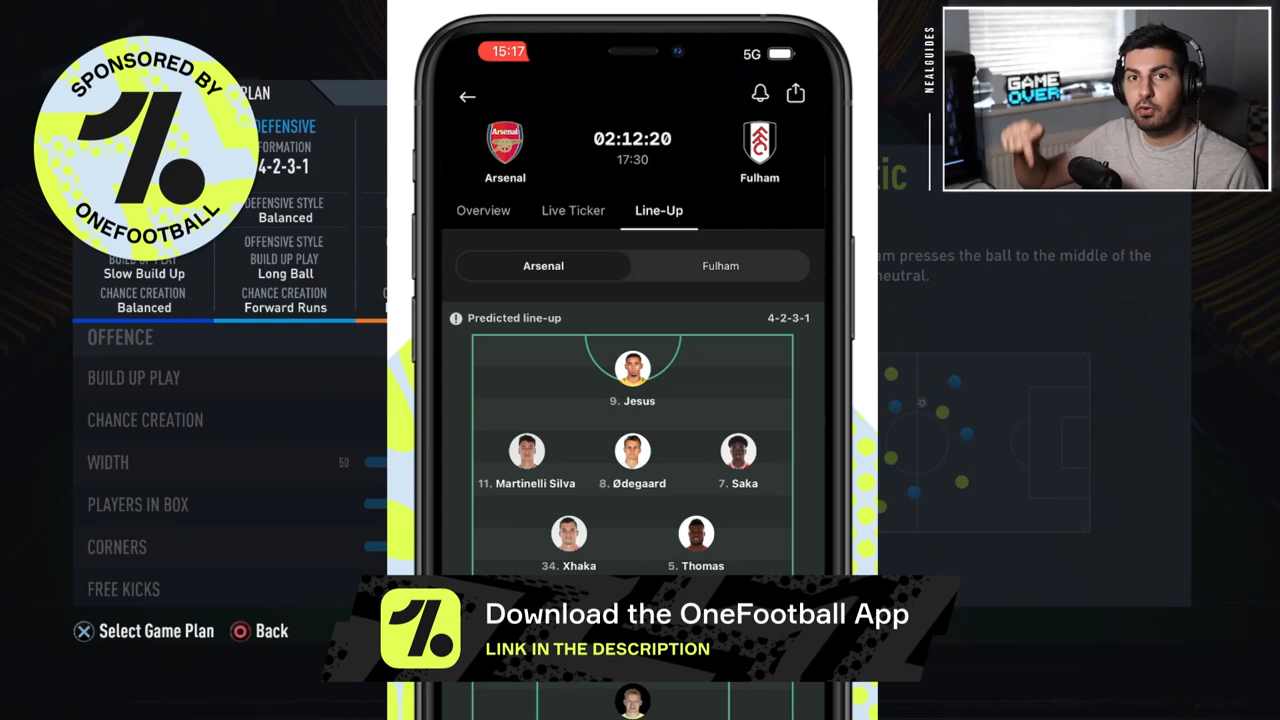 SPONSORED BY
ONEFOOTBALL
PLAN
DEFENSIVE
FORMATION
4-2-3-1
DEFENSIVE STYLE
Balanced
OFFENSIVE STYLE
BUILD UP PLAY
BUILD UP PLAY
Slow Build Up
Long Ball
CHANCE CREATION
CHANCE CREATION
Balanced
Forward Runs
OFFENCE
BUILD UP PLAY
CHANCE CREATION
WIDTH
50
PLAYERS IN BOX
CORNERS
FREE KICKS
Select Game Plan
Back
15:17
5G
Arsenal
02:12:20
17:30
Arsenal
Fulham
Overview
Live Ticker
Line-Up
Arsenal
Fulham
Predicted line-up
4-2-3-1
9. Jesus
11. Martinelli Silva
8. Ødegaard
7. Saka
34. Xhaka
5. Thomas
Download the OneFootball App
LINK IN THE DESCRIPTION
NEALGUIDES
GAME
OVER
tic
am presses the ball to the middle of the
neutral.